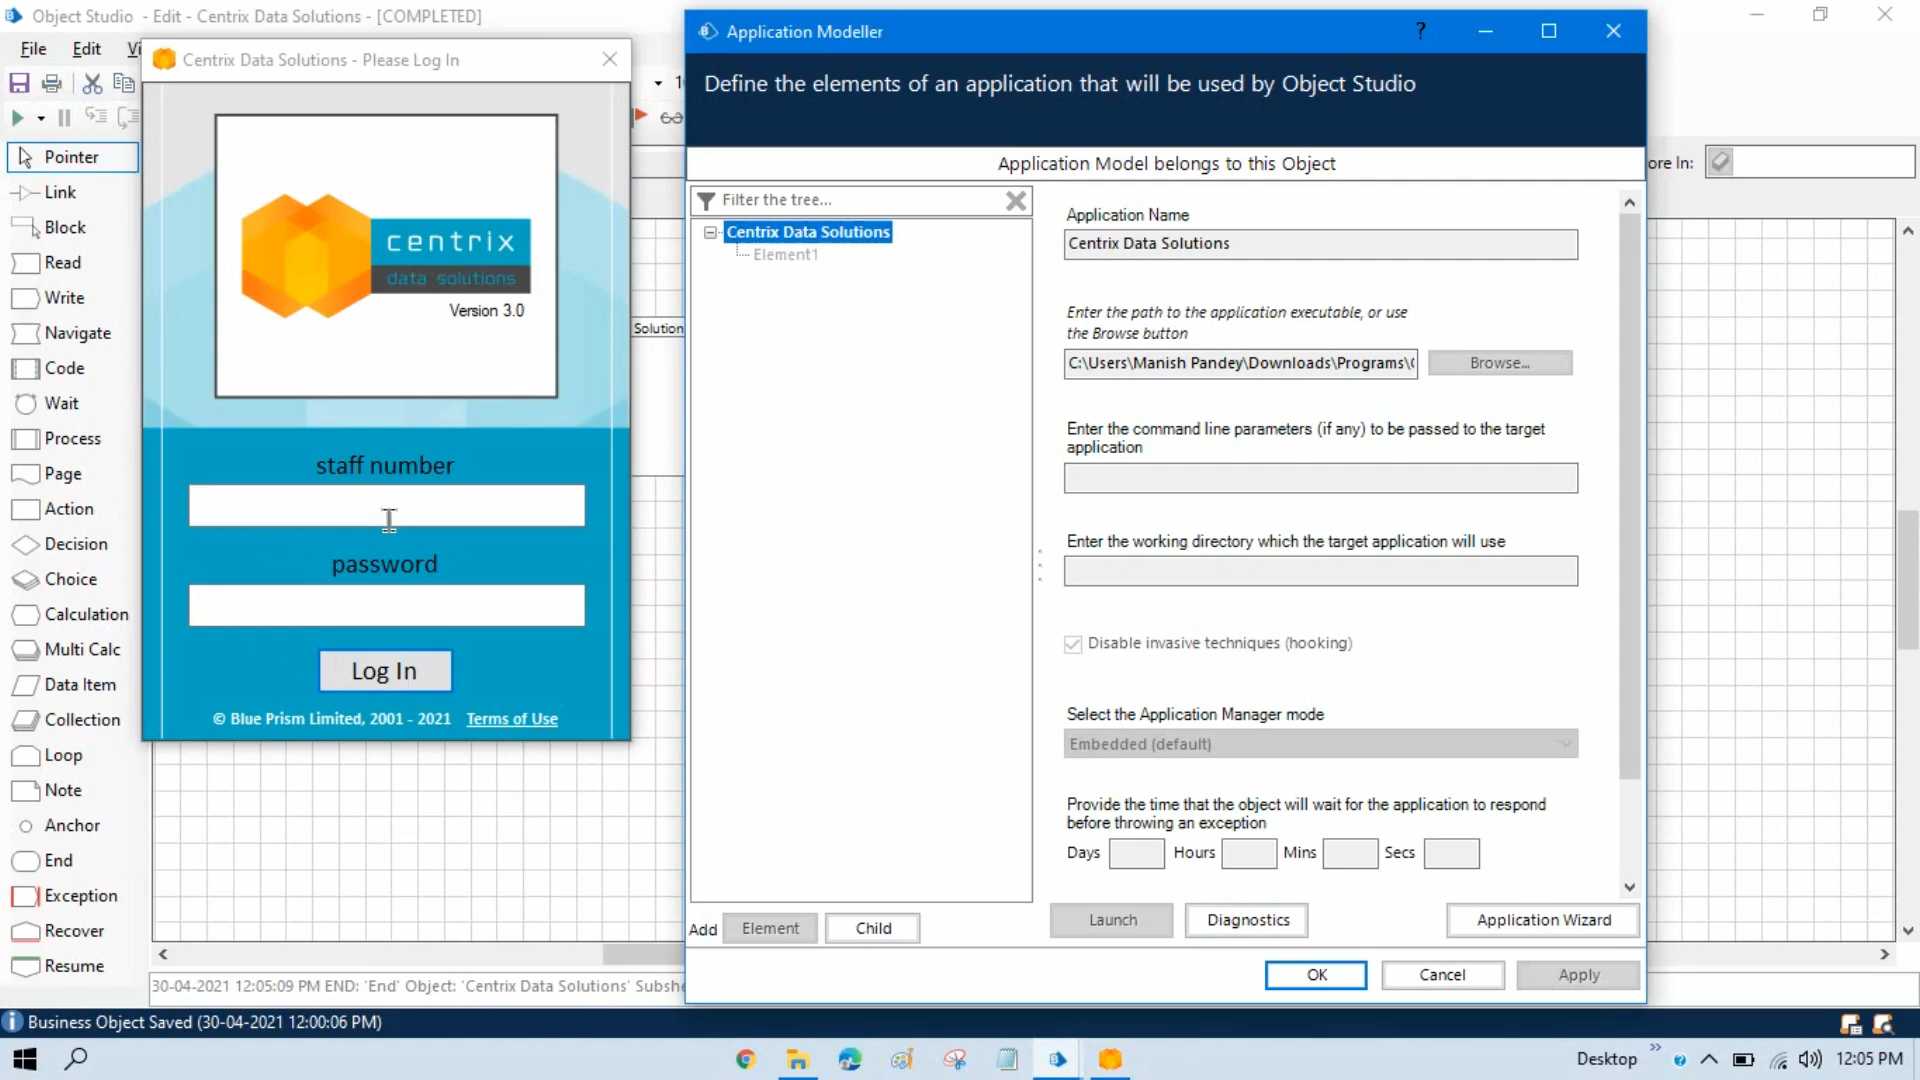 Object Studio - Edit - Centrix Data Solutions - [COMPLETED]
File Edit
Pointer
Link
Block
Read
Write
Navigate
Code
Wait
Process
Page
Action
Decision
Choice
Calculation
Multi Calc
Data Item
Collection
Loop
Note
Anchor
End
Exception
Recover
Resume
Centrix Data Solutions - Please Log In
centrix
data solutions
Version 3.0
staff number
password
Log In
© Blue Prism Limited, 2001 - 2021 Terms of Use
Solution
Application Modeller
?
Define the elements of an application that will be used by Object Studio
Application Model belongs to this Object
Filter the tree...
Centrix Data Solutions
Element1
Application Name
Centrix Data Solutions
Enter the path to the application executable, or use
the Browse button
C:\Users\Manish Pandey\Downloads\Programs\
Browse...
Enter the command line parameters (if any) to be passed to the target
application
Enter the working directory which the target application will use
Disable invasive techniques (hooking)
Select the Application Manager mode
Embedded (default)
Provide the time that the object will wait for the application to respond
before throwing an exception
Days Hours Mins Secs
Add Element Child
Launch Diagnostics Application Wizard
OK Cancel Apply
ore In:
30-04-2021 12:05:09 PM END: 'End' Object: 'Centrix Data Solutions' Subshe
Business Object Saved (30-04-2021 12:00:06 PM)
Desktop
12:05 PM